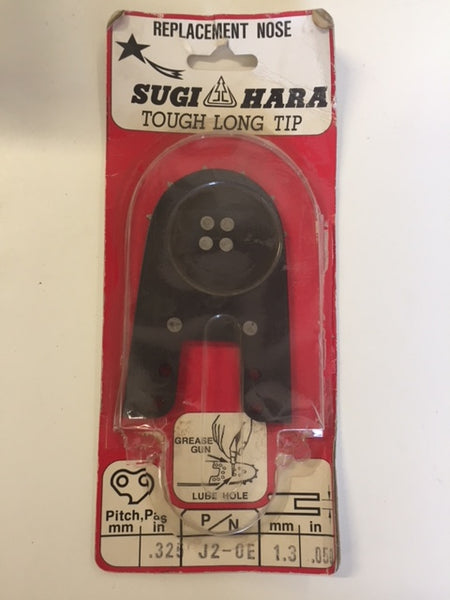 REPLACEMENT NOSE
SUGI HARA
TOUGH LONG TIP
GREASE
GUN
LUBE HOLE
Pitch, P
mm in P/N mm in
.325 J2-0E 1.3 .05